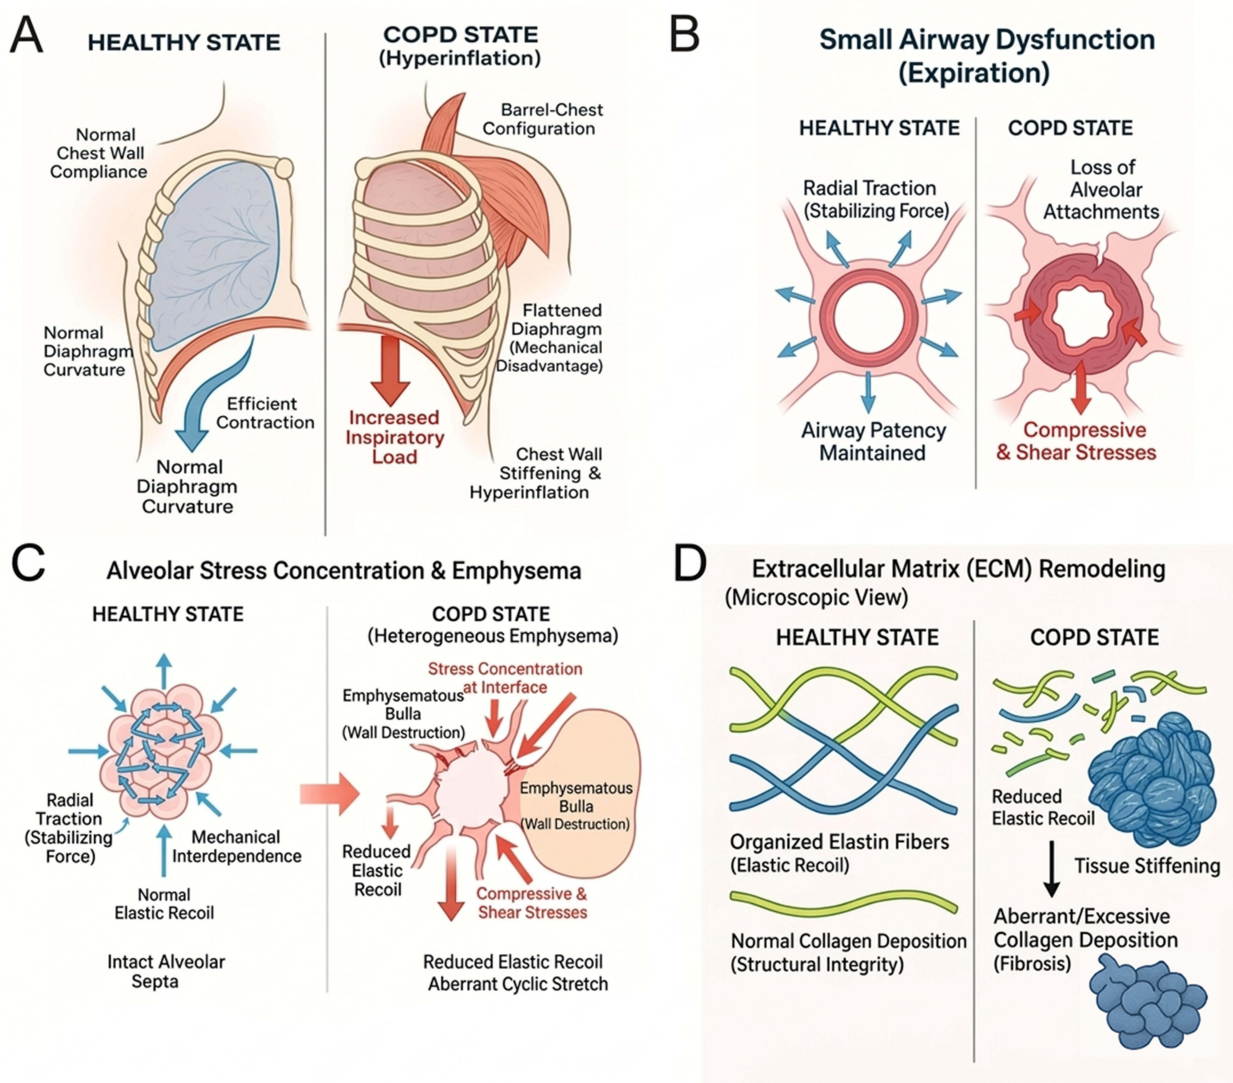 A
HEALTHY STATE
COPD STATE
(Hyperinflation)
Normal
Chest Wall
Compliance
Barrel-Chest
Configuration
Normal
Diaphragm
Curvature
Flattened
Diaphragm
(Mechanical
Disadvantage)
Efficient
Contraction
Normal
Diaphragm
Curvature
Increased
Inspiratory
Load
Chest Wall
Stiffening &
Hyperinflation
B
Small Airway Dysfunction
(Expiration)
HEALTHY STATE
COPD STATE
Radial Traction
(Stabilizing Force)
Loss of
Alveolar
Attachments
Airway Patency
Maintained
Compressive
& Shear Stresses
C
Alveolar Stress Concentration & Emphysema
HEALTHY STATE
COPD STATE
(Heterogeneous Emphysema)
Stress Concentration
at Interface
Emphysematous
Bulla
(Wall Destruction)
Emphysematous
Bulla
(Wall Destruction)
Radial
Traction
(Stabilizing
Force)
Mechanical
Interdependence
Normal
Elastic Recoil
Reduced
Elastic
Recoil
Compressive &
Shear Stresses
Intact Alveolar
Septa
Reduced Elastic Recoil
Aberrant Cyclic Stretch
D
Extracellular Matrix (ECM) Remodeling
(Microscopic View)
HEALTHY STATE
COPD STATE
Organized Elastin Fibers
(Elastic Recoil)
Normal Collagen Deposition
(Structural Integrity)
Reduced
Elastic Recoil
Tissue Stiffening
Aberrant/Excessive
Collagen Deposition
(Fibrosis)